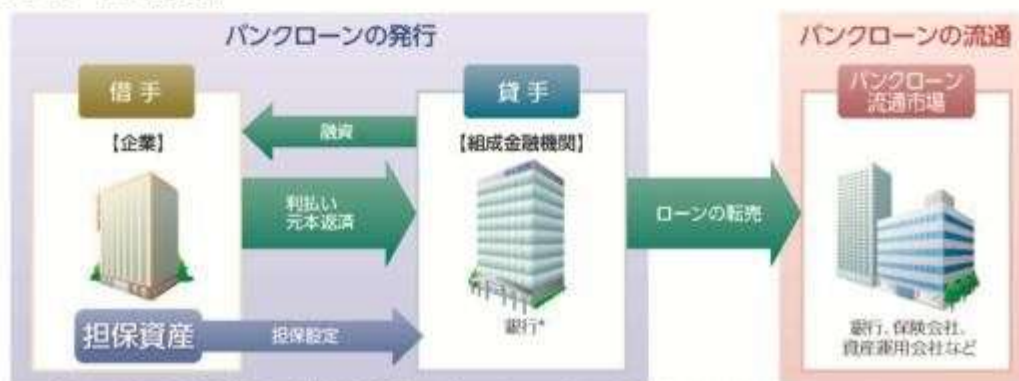 バンクローンの発行
バンクローンの流通
借手
貸手
バンクローン
流通市場
【企業】
融資
【組成金融機関】
利払い
元本返済
ローンの転売
銀行*
担保資産
担保設定
銀行、保険会社、
資産運用会社など